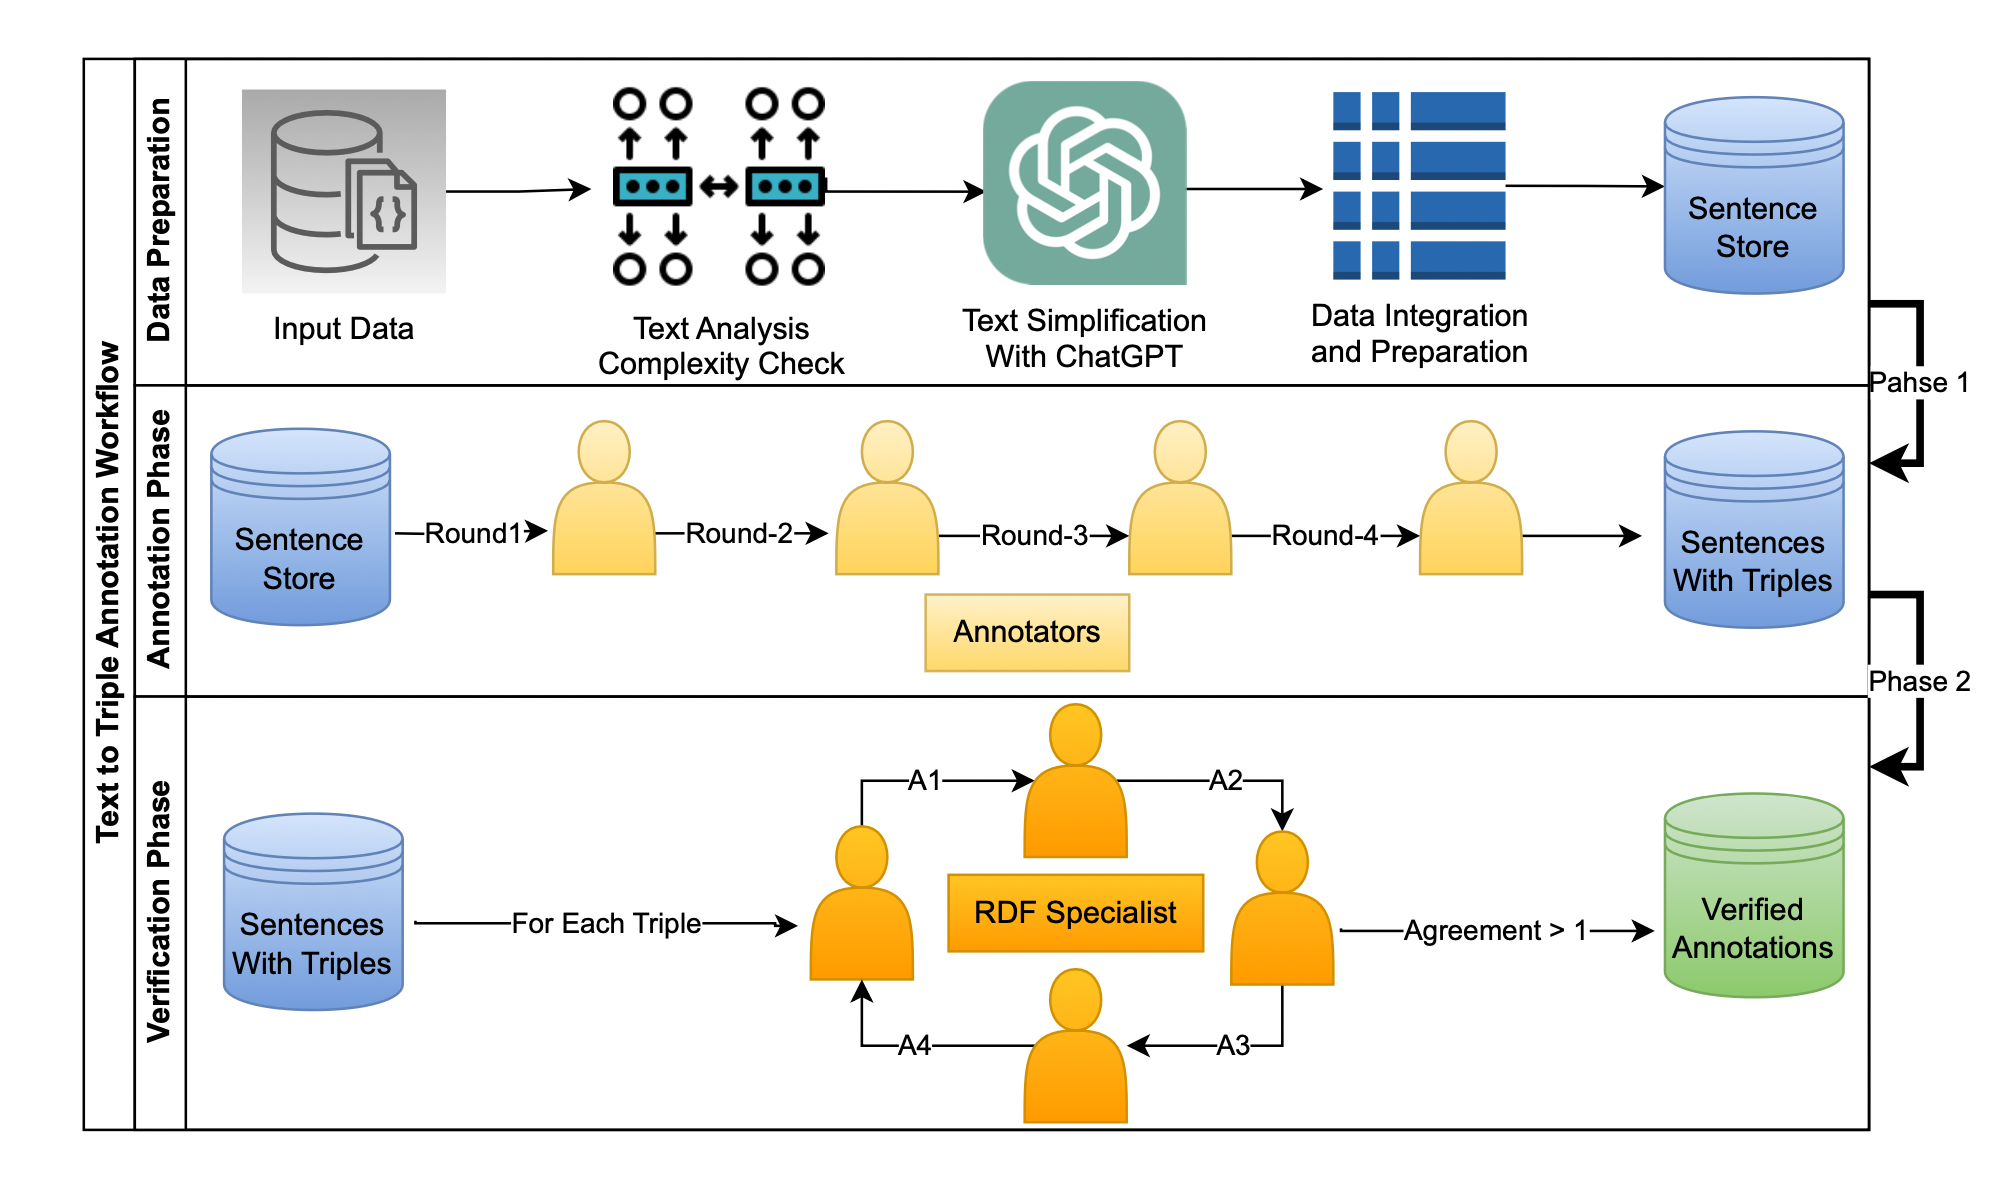 Text to Triple Annotation Workflow
Data Preparation
Input Data
Text Analysis
Complexity Check
Text Simplification
With ChatGPT
Data Integration
and Preparation
Sentence
Store
Pahse 1
Annotation Phase
Sentence
Store
Round1
Round-2
Round-3
Round-4
Annotators
Sentences
With Triples
Phase 2
Verification Phase
Sentences
With Triples
For Each Triple
A1
A2
RDF Specialist
A3
A4
Agreement > 1
Verified
Annotations